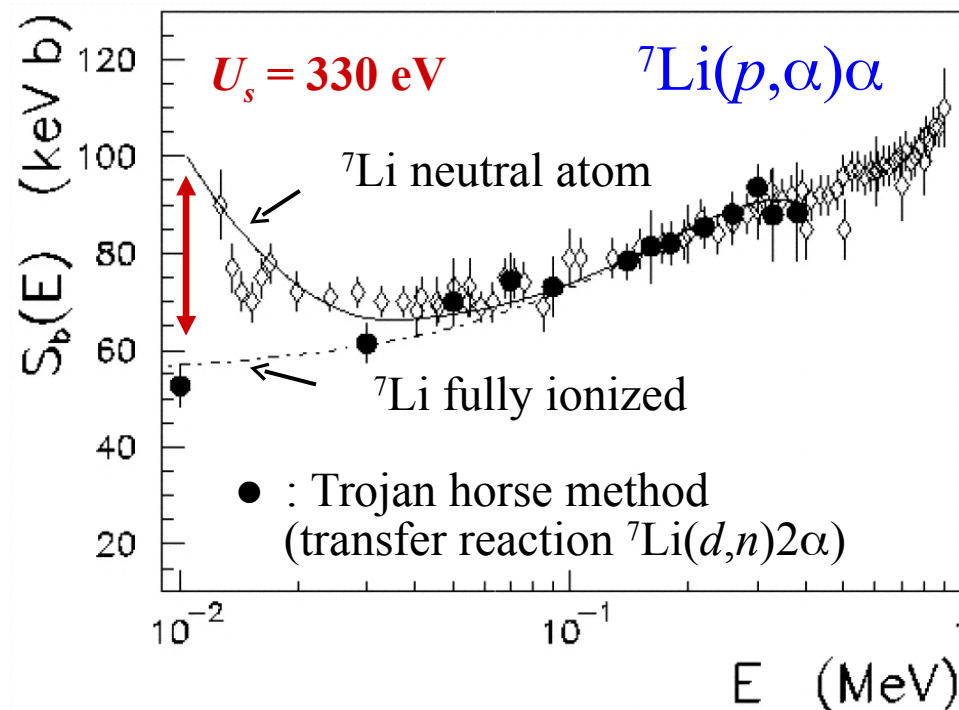 120
100
80
60
40
20
S_b(E) (keV b)
U_s = 330 eV
⁷Li(p,α)α
⁷Li neutral atom
⁷Li fully ionized
● : Trojan horse method
(transfer reaction ⁷Li(d,n)2α)
10⁻² 10⁻¹ 1
E (MeV)